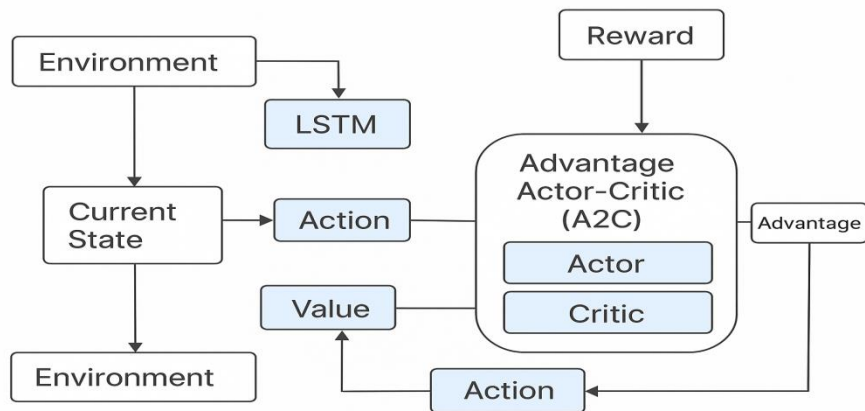 Environment
Reward
LSTM
Advantage
Actor-Critic
(A2C)
Current
State
Action
Advantage
Actor
Value
Critic
Environment
Action